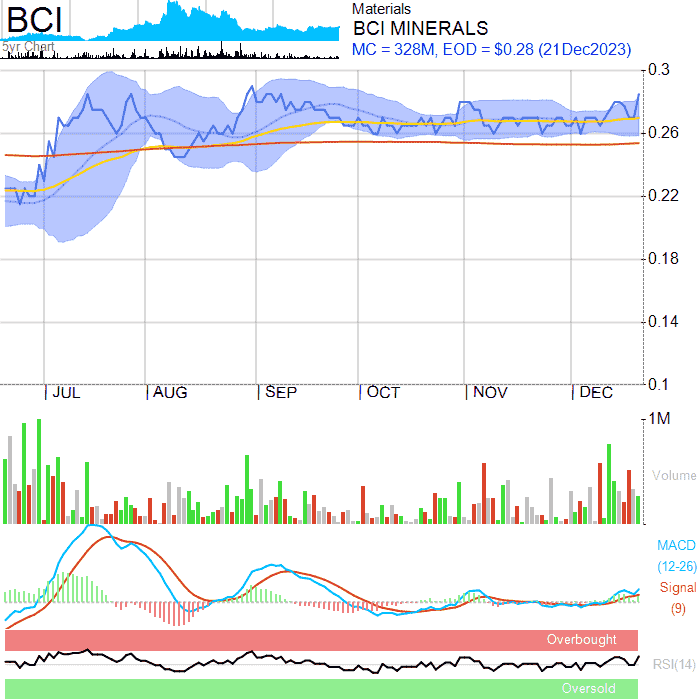 BCI
5yr Chart
Materials
BCI MINERALS
MC = 328M, EOD = $0.28 (21Dec2023)
0.3
0.26
0.22
0.18
0.14
0.1
JUL AUG SEP OCT NOV DEC
1M
Volume
MACD
(12-26)
Signal
(9)
Overbought
RSI(14)
Oversold